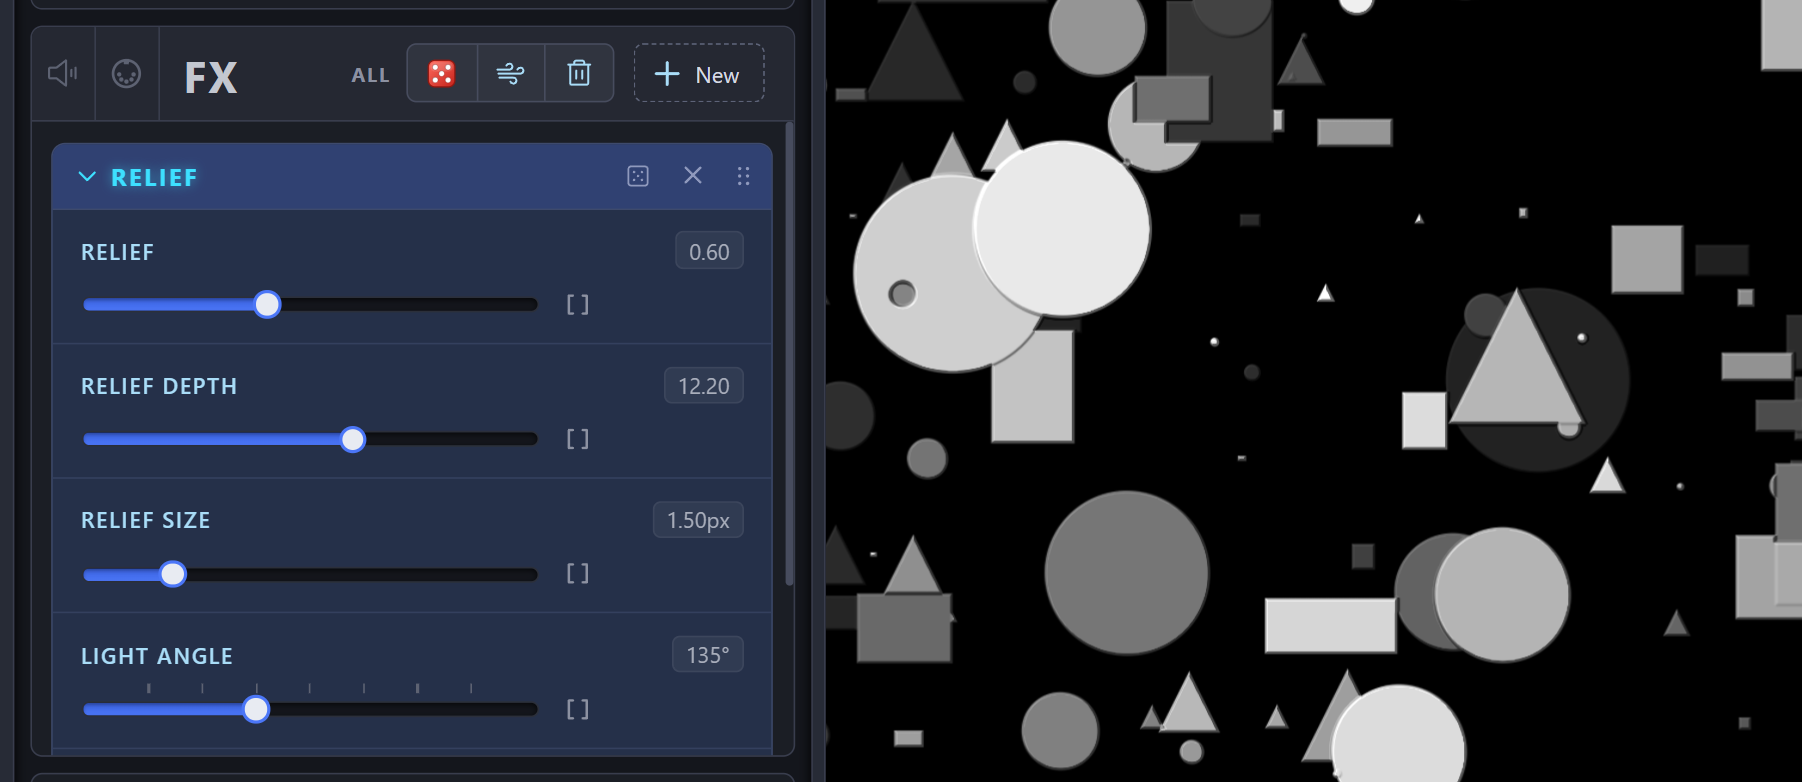 FX ALL New
RELIEF
RELIEF 0.60
[ ]
RELIEF DEPTH 12.20
[ ]
RELIEF SIZE 1.50px
[ ]
LIGHT ANGLE 135°
[ ]